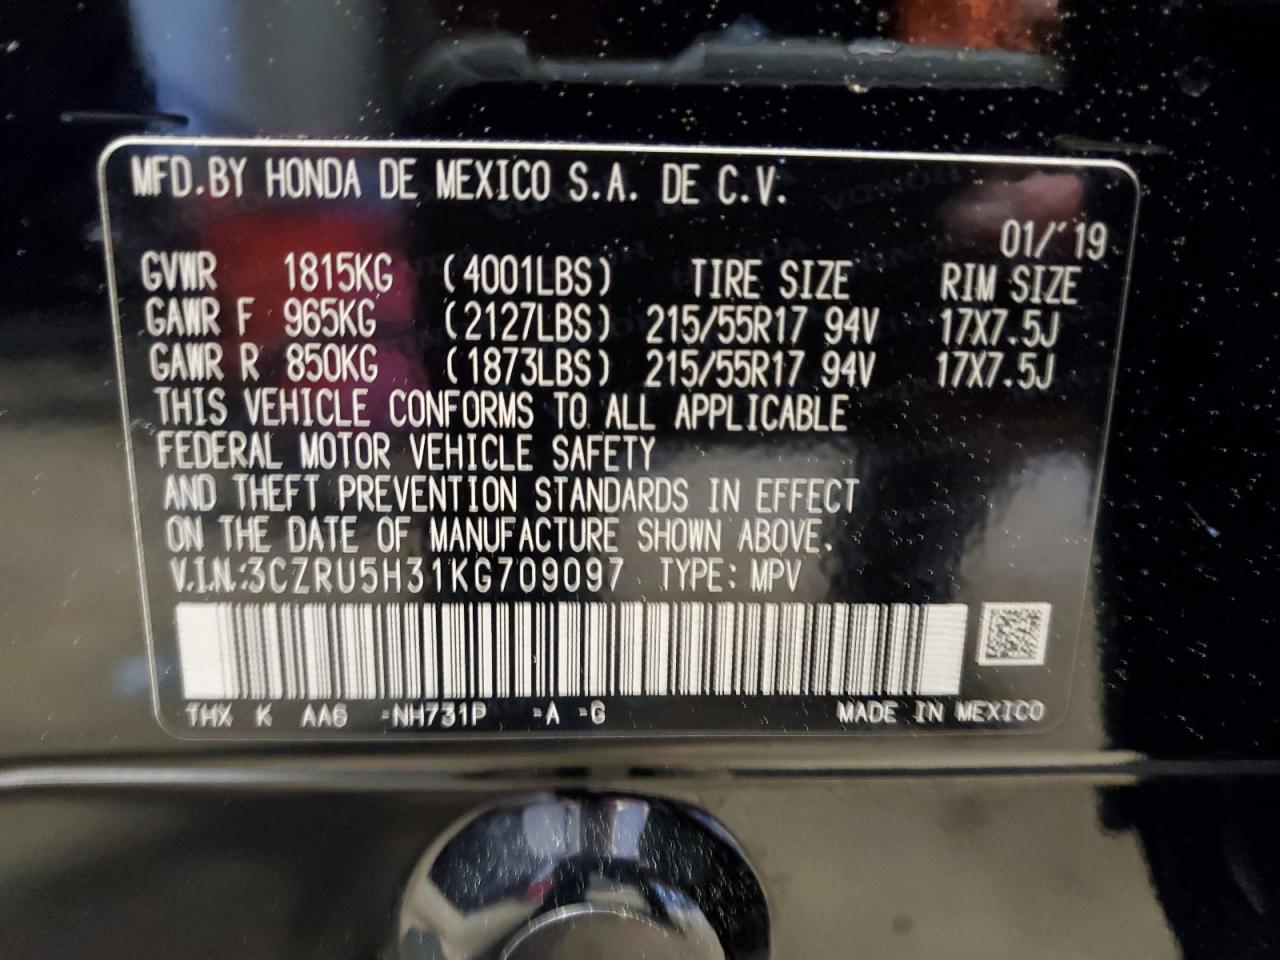 MFD.BY HONDA DE MEXICO S.A. DE C.V.
01/'19
GVWR 1815KG (4001LBS) TIRE SIZE RIM SIZE
GAWR F 965KG (2127LBS) 215/55R17 94V 17X7.5J
GAWR R 850KG (1873LBS) 215/55R17 94V 17X7.5J
THIS VEHICLE CONFORMS TO ALL APPLICABLE
FEDERAL MOTOR VEHICLE SAFETY
AND THEFT PREVENTION STANDARDS IN EFFECT
ON THE DATE OF MANUFACTURE SHOWN ABOVE.
V.I.N.:3CZRU5H31KG709097 TYPE: MPV
THX K AA6 -NH731P -A -G MADE IN MEXICO